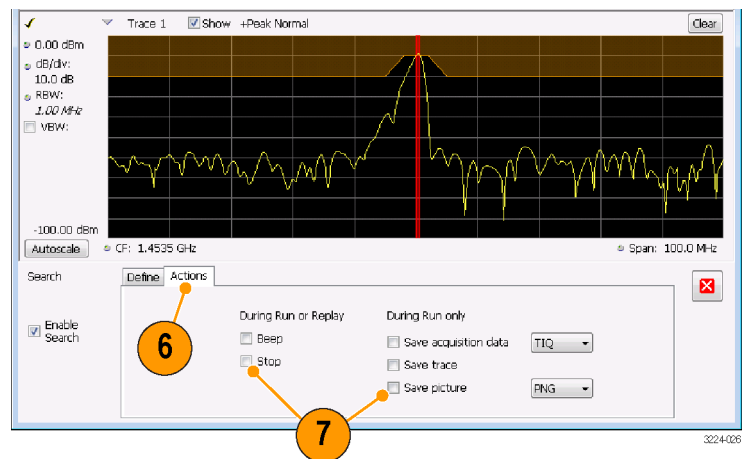 Trace 1 Show +Peak Normal Clear
0.00 dBm
dB/div:
10.0 dB
RBW:
1.00 MHz
VBW:
-100.00 dBm
Autoscale CF: 1.4535 GHz Span: 100.0 MHz
Search Define Actions
During Run or Replay During Run only
Enable
Search
6
Beep Save acquisition data TIQ
Stop Save trace
Save picture PNG
7
3224-026